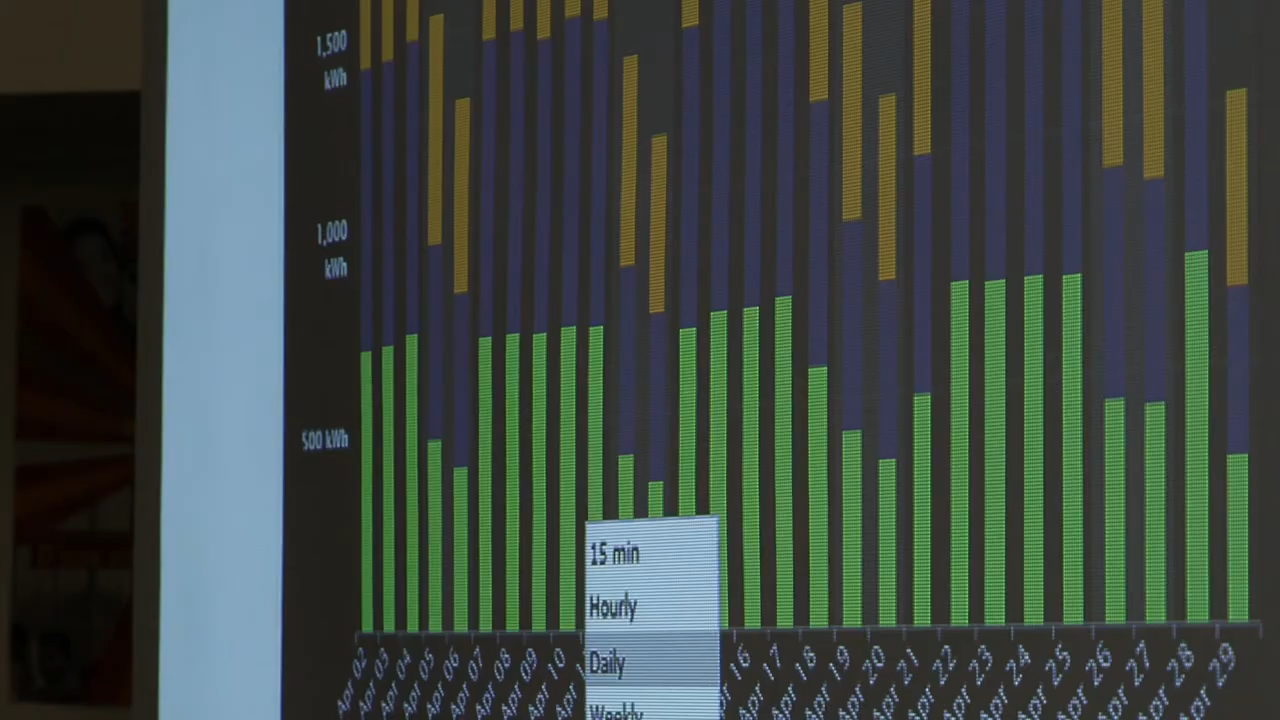 1,500
kWh
1,000
kWh
500 kWh
15 min
Hourly
Daily
Weekly
Apr 02
Apr 03
Apr 04
Apr 05
Apr 06
Apr 07
Apr 08
Apr 09
Apr 10
16
Apr 17
Apr 18
Apr 19
Apr 20
Apr 21
Apr 22
Apr 23
Apr 24
Apr 25
Apr 26
Apr 27
Apr 28
Apr 29